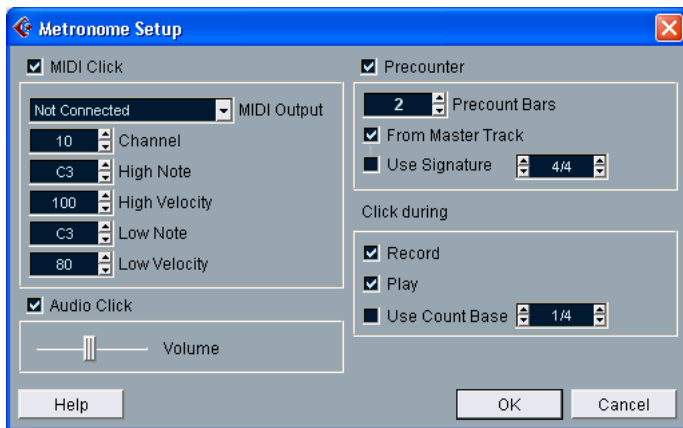 Metronome Setup
MIDI Click
Not Connected MIDI Output
10 Channel
C3 High Note
100 High Velocity
C3 Low Note
80 Low Velocity
Audio Click
Volume
Precounter
2 Precount Bars
From Master Track
Use Signature 4/4
Click during
Record
Play
Use Count Base 1/4
Help
OK
Cancel